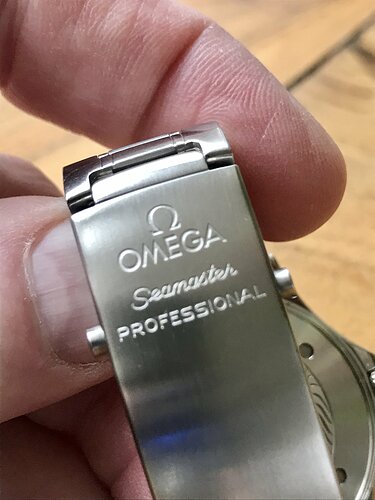 Ω
OMEGA
Seamaster
PROFESSIONAL